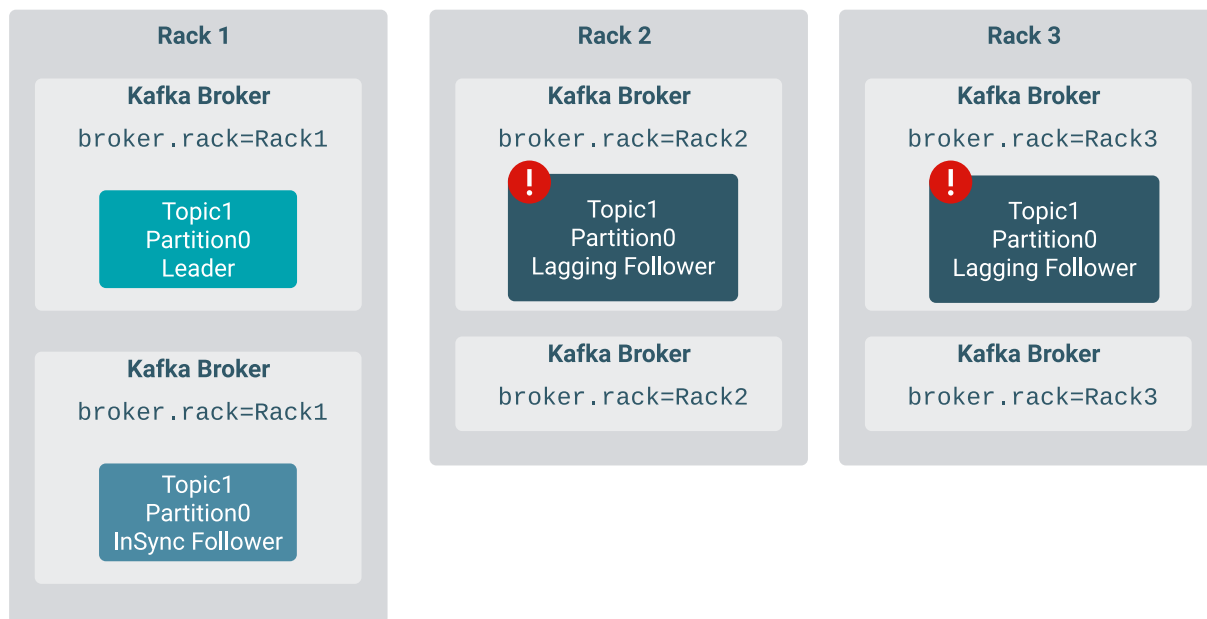 Rack 1
Kafka Broker
broker.rack=Rack1
Topic1
Partition0
Leader
Kafka Broker
broker.rack=Rack1
Topic1
Partition0
InSync Follower
Rack 2
Kafka Broker
broker.rack=Rack2
!
Topic1
Partition0
Lagging Follower
Kafka Broker
broker.rack=Rack2
Rack 3
Kafka Broker
broker.rack=Rack3
!
Topic1
Partition0
Lagging Follower
Kafka Broker
broker.rack=Rack3